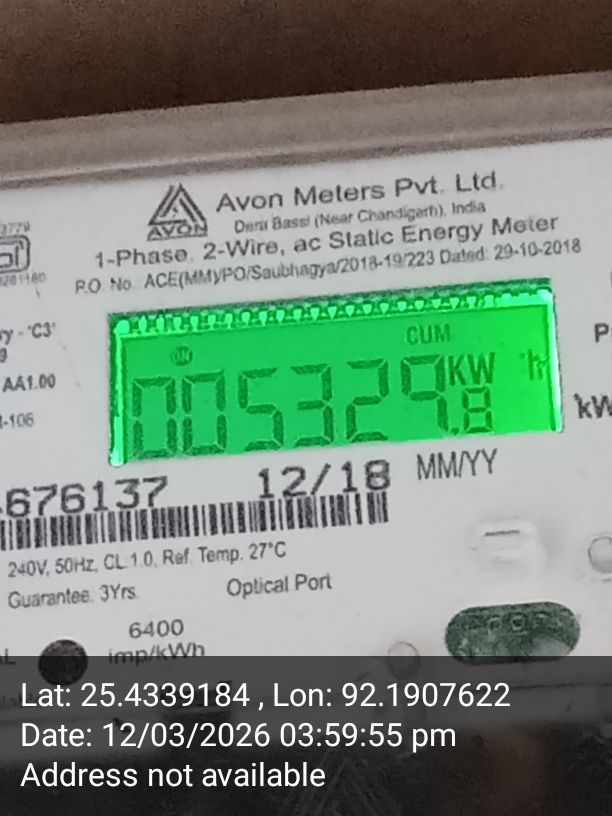 Avon Meters Pvt. Ltd.
AVON
Dera Bassi (Near Chandigarh), India
1-Phase, 2-Wire, ac Static Energy Meter
P.O. No. ACE(MM)/PO/Saubhagya/2018-19/223 Dated: 29-10-2018
CUM
005329.8 KW h
AA1.00
-106
kW
676137 12/18 MM/YY
240V, 50Hz, CL 1.0, Ref. Temp. 27°C
Guarantee. 3Yrs. Optical Port
6400
imp/kWh
Lat: 25.4339184 , Lon: 92.1907622
Date: 12/03/2026 03:59:55 pm
Address not available